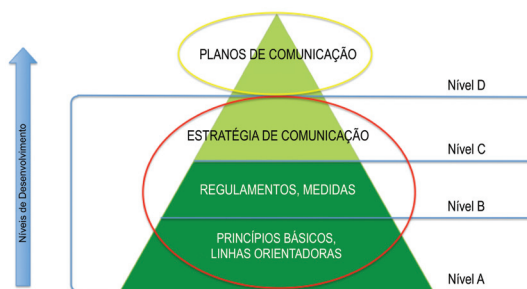 PLANOS DE COMUNICAÇÃO
Nível D
ESTRATÉGIA DE COMUNICAÇÃO
Nível C
REGULAMENTOS, MEDIDAS
Nível B
PRINCÍPIOS BÁSICOS,
LINHAS ORIENTADORAS
Nível A
Níveis de Desenvolvimento